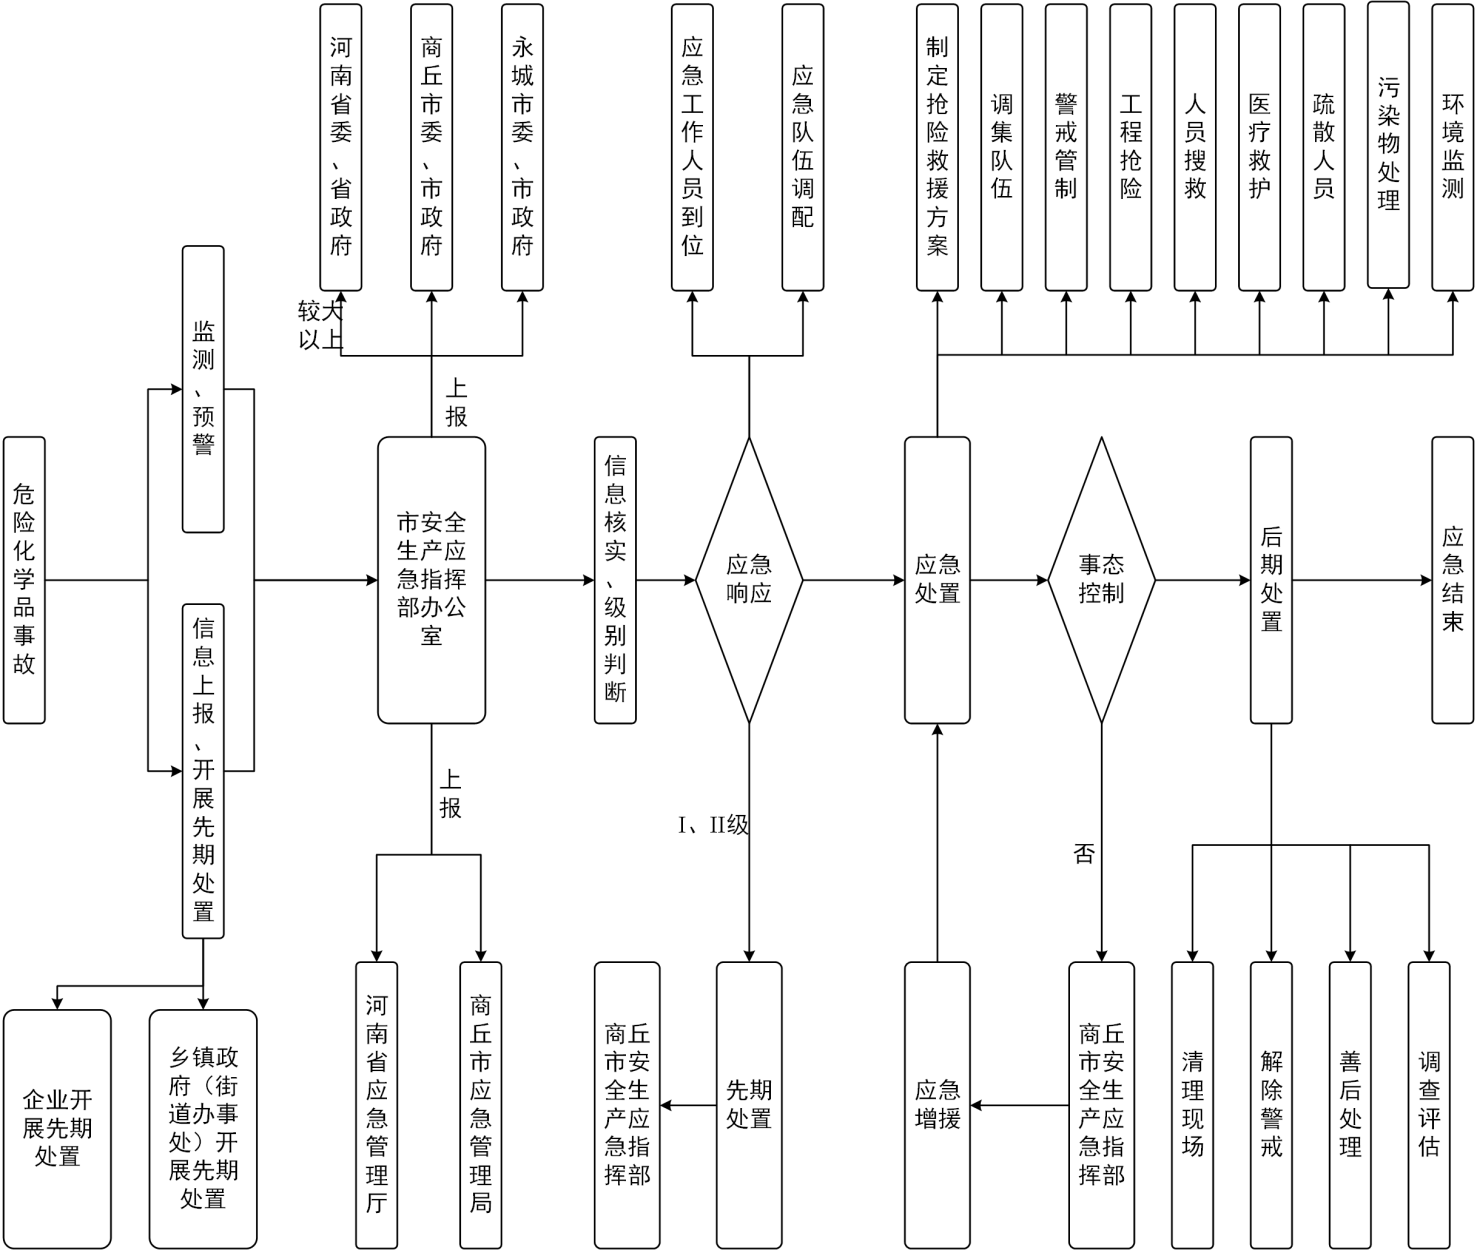 河南省委、省政府
商丘市委、市政府
永城市委、市政府
应急工作人员到位
应急队伍调配
制定抢险救援方案
调集队伍
警戒管制
工程抢险
人员搜救
医疗救护
疏散人员
污染物处理
环境监测
较大
以上
上报
监测、预警
危险化学品事故
市安全
生产应
急指挥
部办公
室
信息核实、级别判断
应急
响应
应急
处置
事态
控制
后期处置
应急结束
信息上报、开展先期处置
上报
I、II级
否
企业开
展先期
处置
乡镇政
府（街
道办事
处）开
展先期
处置
河南省应急管理厅
商丘市应急管理局
商丘
市安
全生
产应
急指
挥部
先期
处置
应急
增援
商丘
市安
全生
产应
急指
挥部
清理现场
解除警戒
善后处理
调查评估